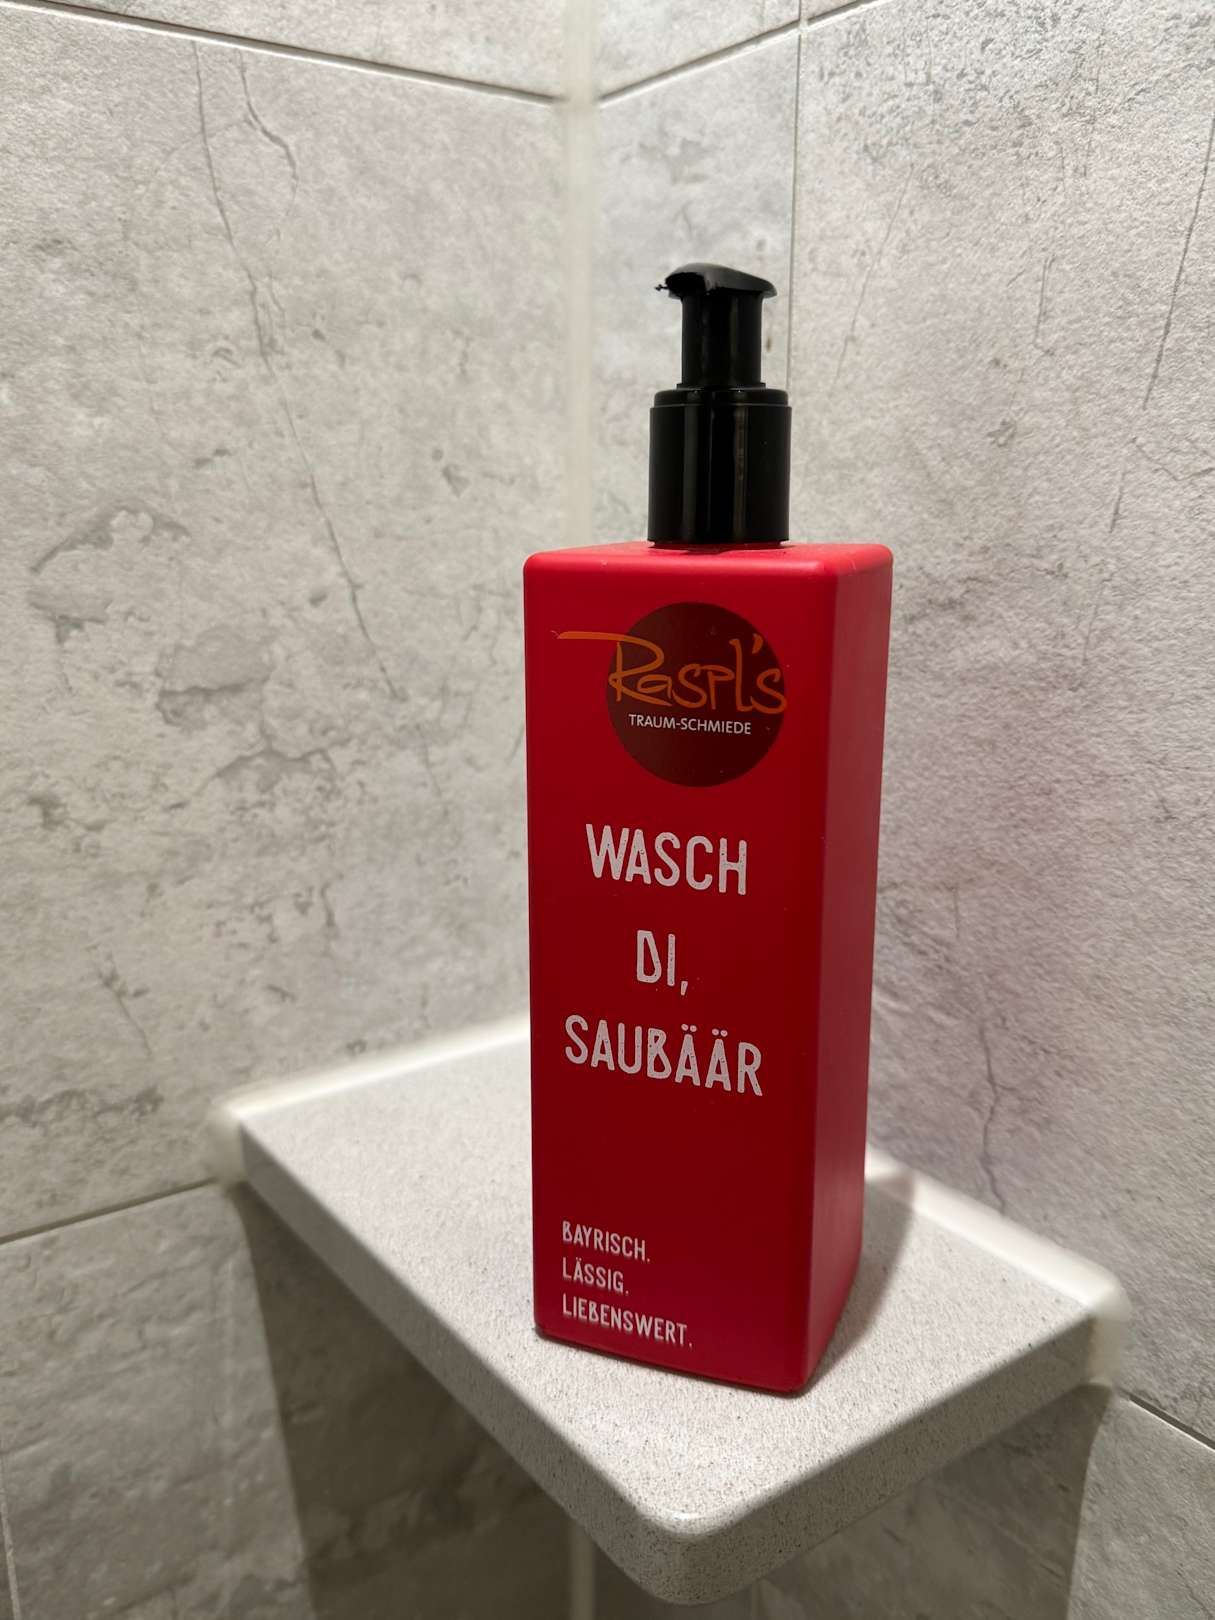 Raspl's
TRAUM-SCHMIEDE
WASCH
DI,
SAUBÄÄR
BAYRISCH.
LÄSSIG.
LIEBENSWERT.